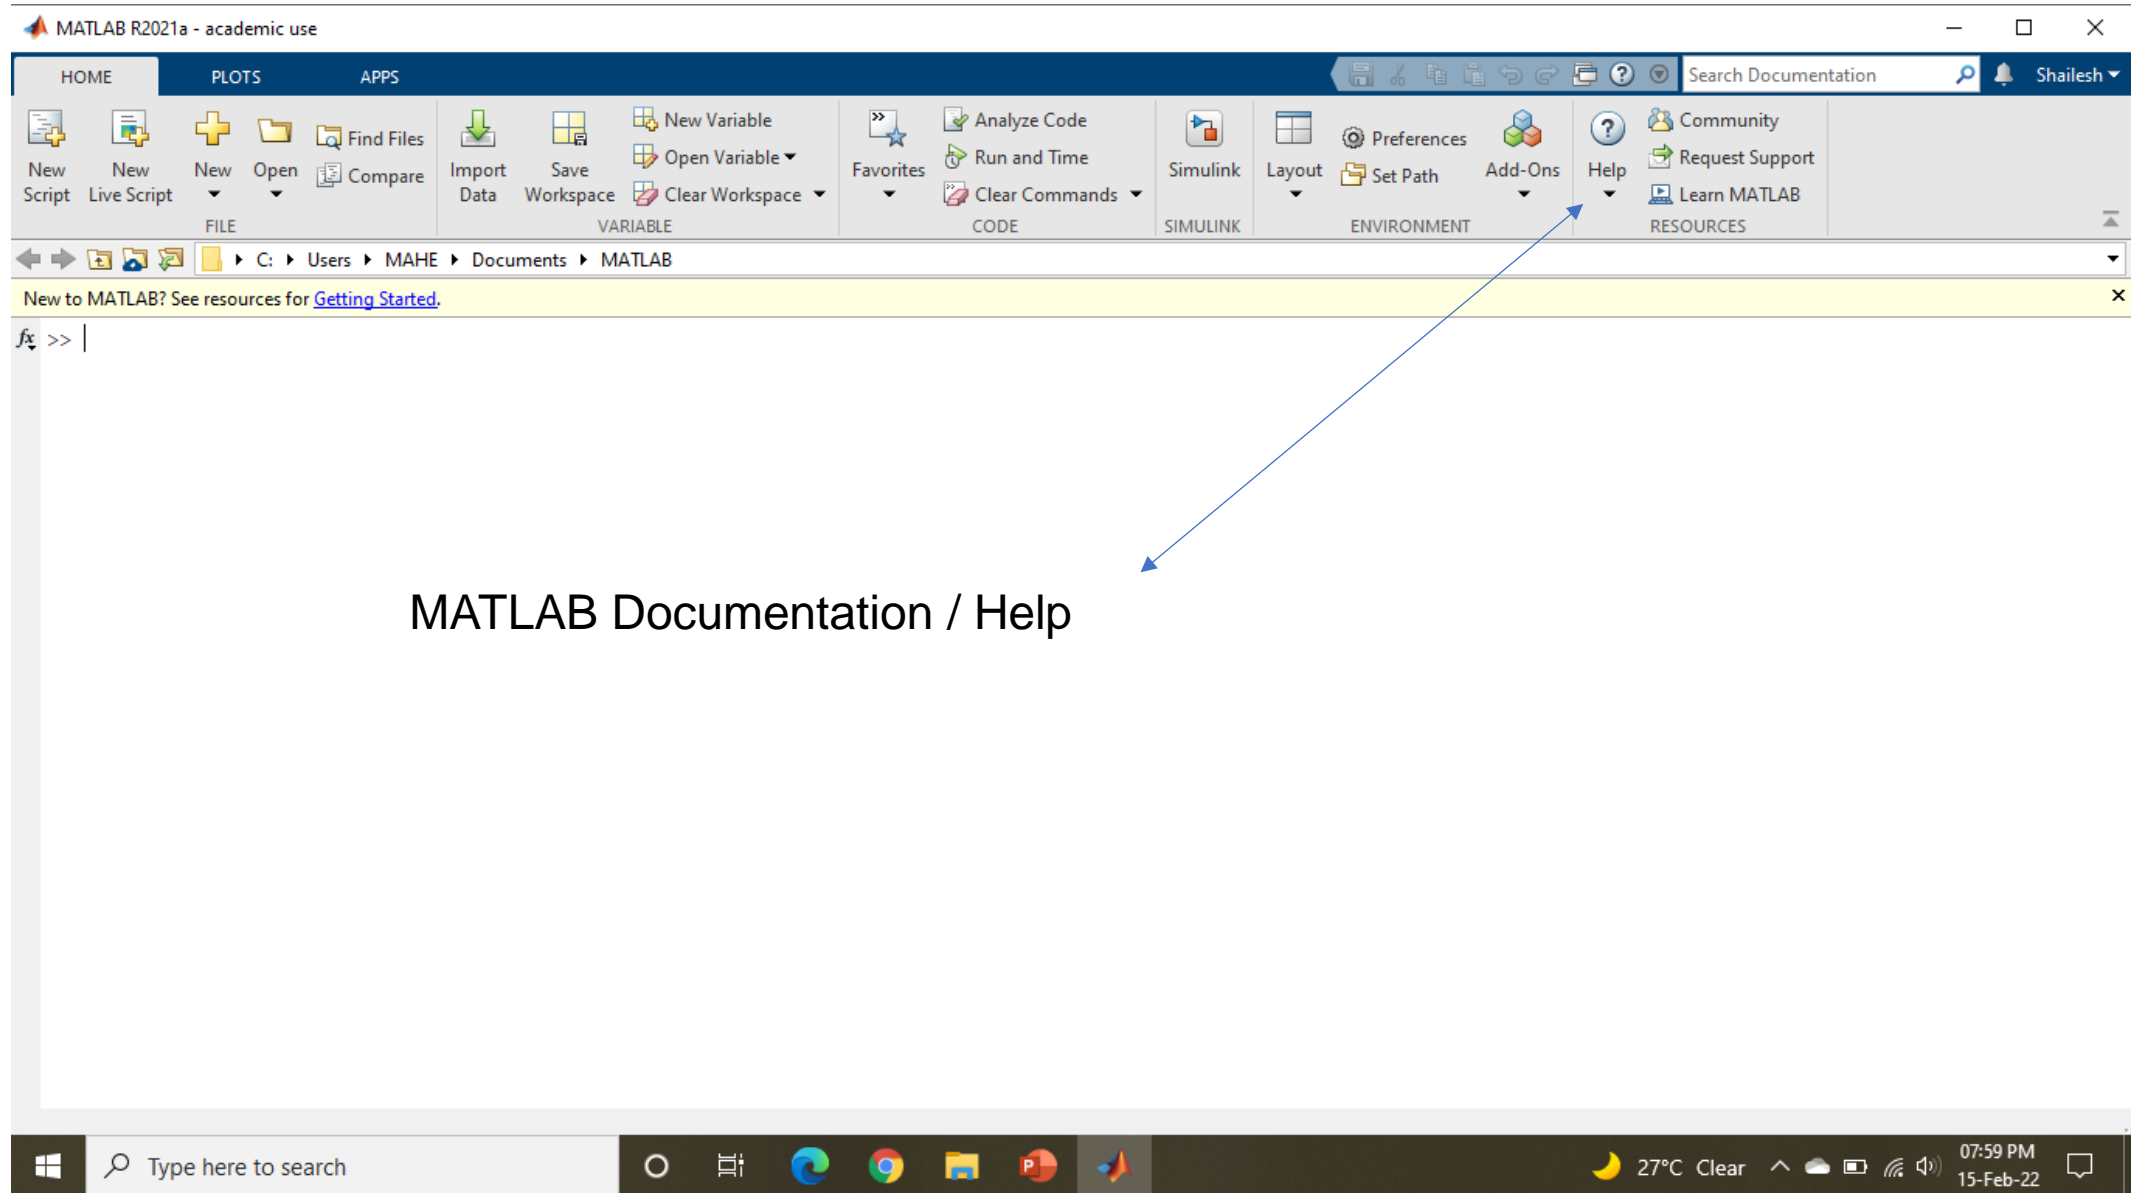 MATLAB R2021a - academic use
HOME PLOTS APPS Search Documentation Shailesh
New Script
New Live Script
New
Open
Find Files
Compare
FILE
Import Data
Save Workspace
New Variable
Open Variable
Clear Workspace
VARIABLE
Favorites
Analyze Code
Run and Time
Clear Commands
CODE
Simulink
SIMULINK
Layout
Preferences
Set Path
Add-Ons
ENVIRONMENT
Help
Community
Request Support
Learn MATLAB
RESOURCES
C: Users MAHE Documents MATLAB
New to MATLAB? See resources for Getting Started.
fx >>
MATLAB Documentation / Help
Type here to search
27°C Clear
07:59 PM
15-Feb-22